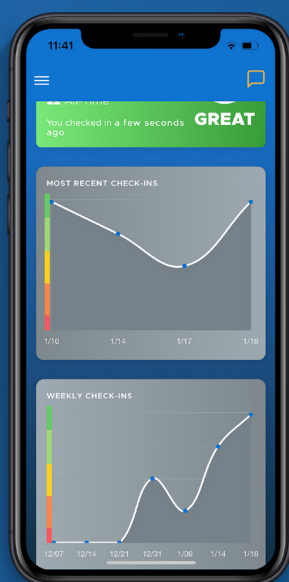 11:41
All-Time
You checked in a few seconds
ago
GREAT
MOST RECENT CHECK-INS
1/10 1/14 1/17 1/18
WEEKLY CHECK-INS
12/07 12/14 12/21 12/31 1/09 1/14 1/18